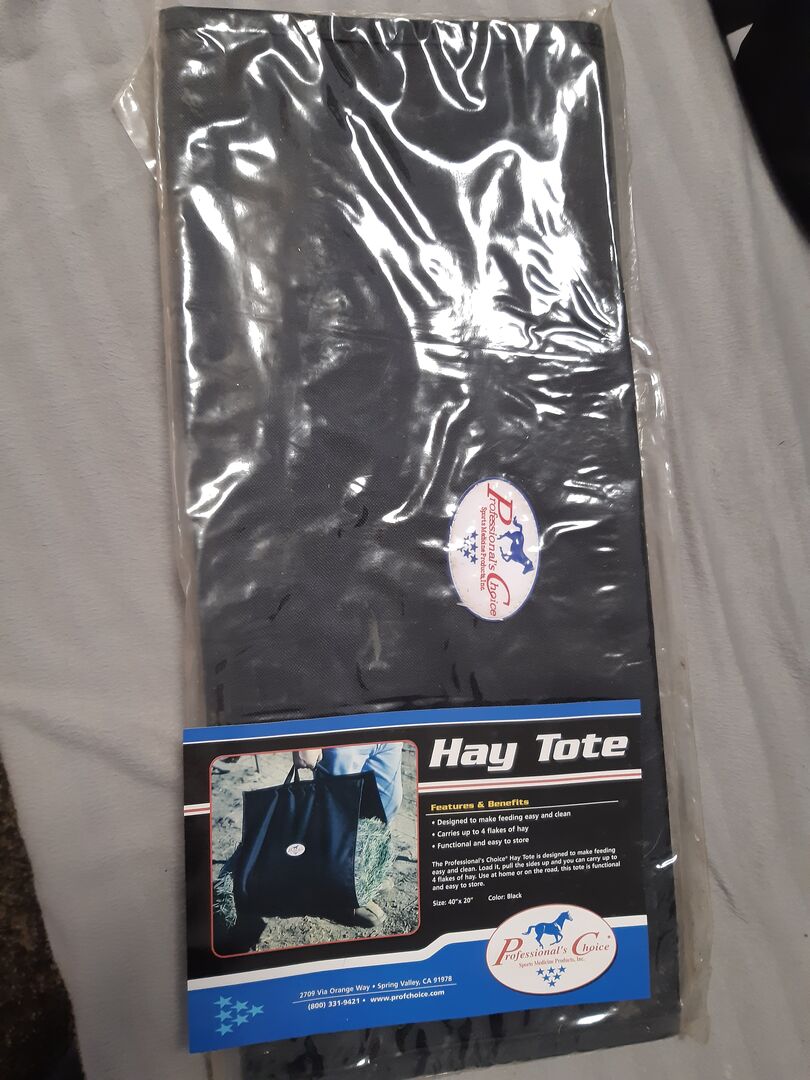 Professional's Choice
Sports Medicine Products, Inc.
Hay Tote
Features & Benefits
• Designed to make feeding easy and clean
• Carries up to 4 flakes of hay
• Functional and easy to store
The Professional's Choice® Hay Tote is designed to make feeding
easy and clean. Load it, pull the sides up and you can carry up to
4 flakes of hay. Use at home or on the road, this tote is functional
and easy to store.
Size: 40"x 20" Color: Black
Professional's Choice®
Sports Medicine Products, Inc.
2709 Via Orange Way • Spring Valley, CA 91978
(800) 331-9421 • www.profchoice.com